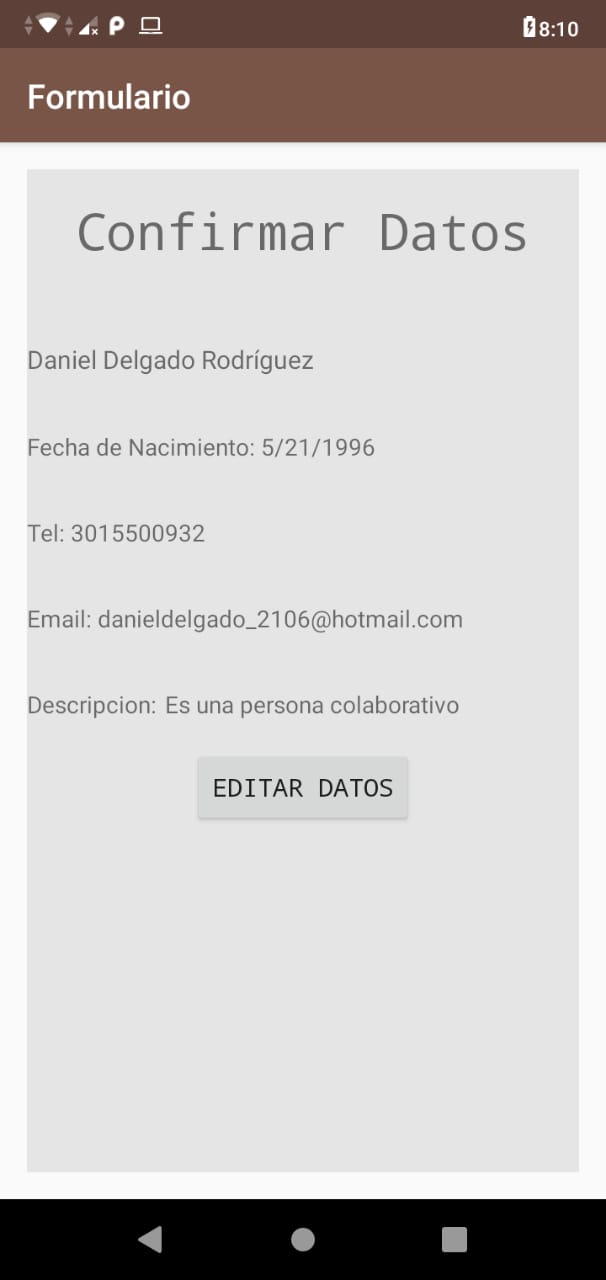 8:10
Formulario
Confirmar Datos
Daniel Delgado Rodríguez
Fecha de Nacimiento: 5/21/1996
Tel: 3015500932
Email: danieldelgado_2106@hotmail.com
Descripcion: Es una persona colaborativo
EDITAR DATOS